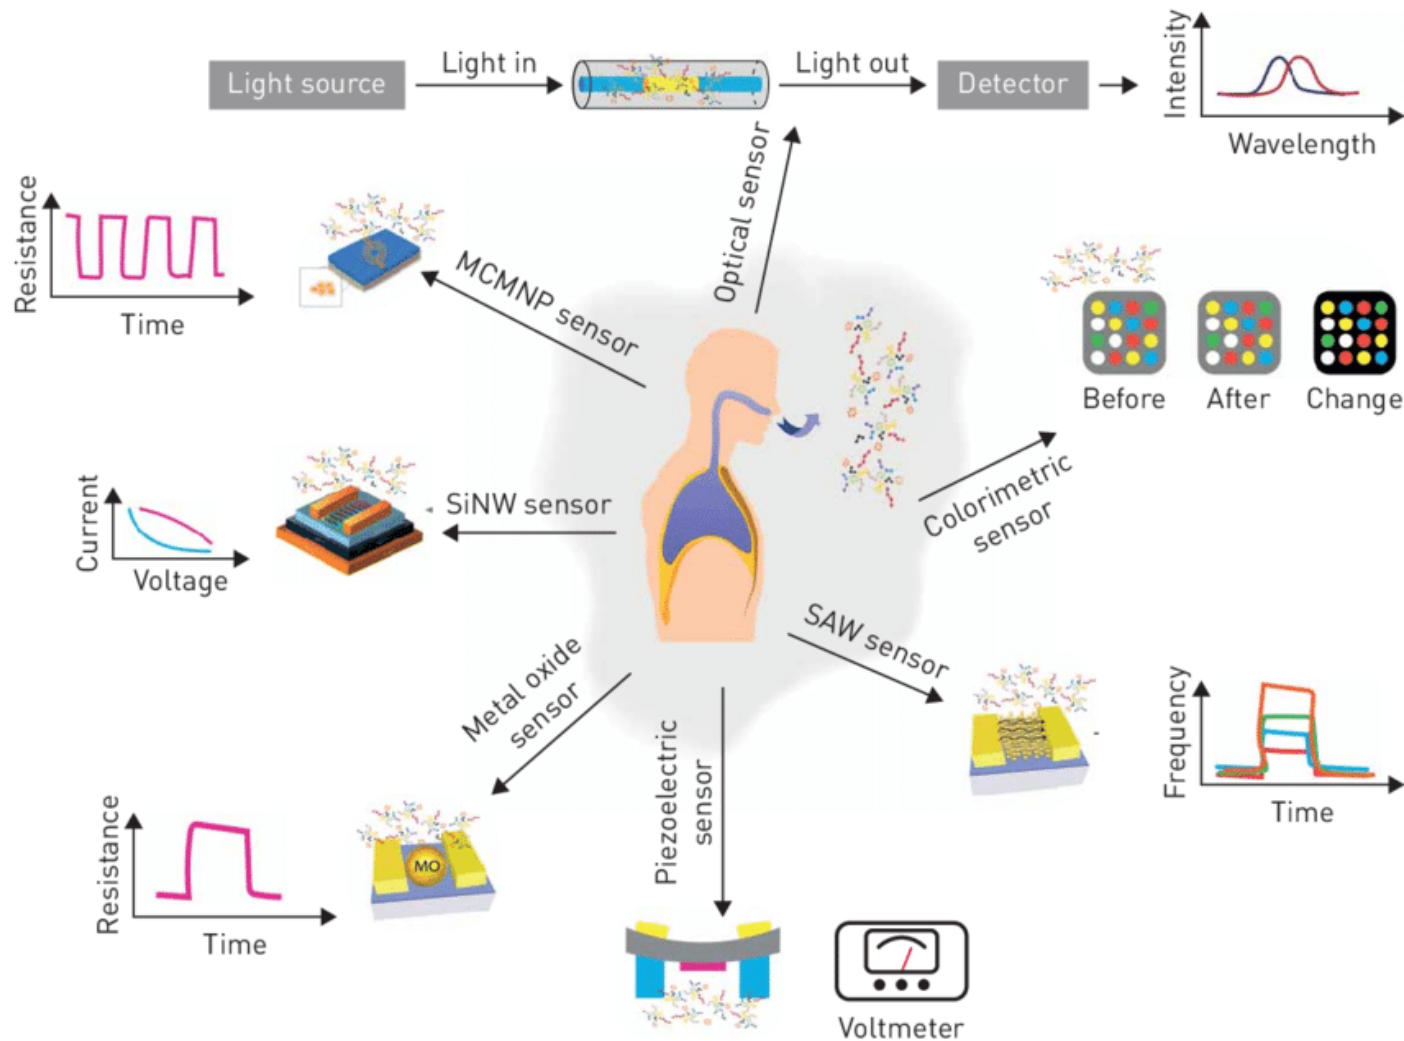 Light source
Light in
Light out
Detector
Intensity
Wavelength
Optical sensor
Resistance
Time
MCMNP sensor
Before
After
Change
Colorimetric
sensor
Current
Voltage
SiNW sensor
SAW sensor
Frequency
Time
Metal oxide
sensor
Resistance
Time
MO
Piezoelectric
sensor
Voltmeter